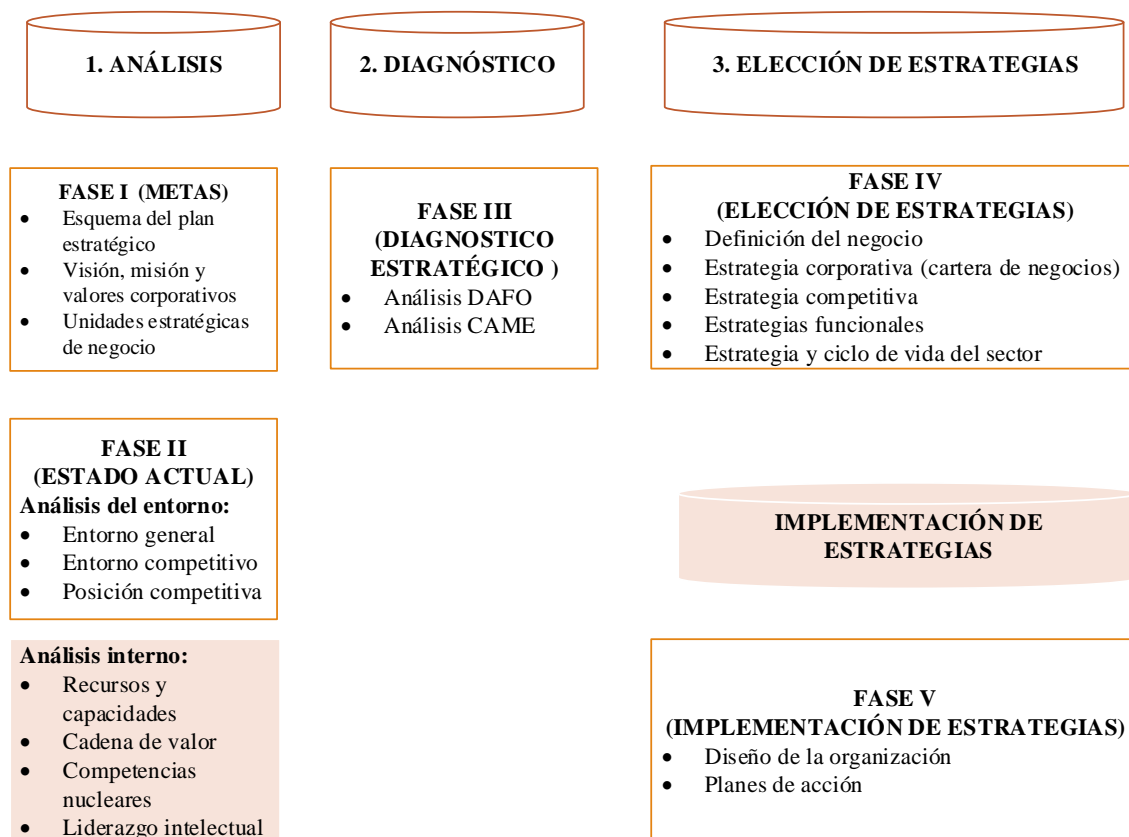 1. ANÁLISIS
2. DIAGNÓSTICO
3. ELECCIÓN DE ESTRATEGIAS
FASE I (METAS)
• Esquema del plan
estratégico
• Visión, misión y
valores corporativos
• Unidades estratégicas
de negocio
FASE II
(ESTADO ACTUAL)
Análisis del entorno:
• Entorno general
• Entorno competitivo
• Posición competitiva
Análisis interno:
• Recursos y
capacidades
• Cadena de valor
• Competencias
nucleares
• Liderazgo intelectual
FASE III
(DIAGNOSTICO
ESTRATÉGICO )
• Análisis DAFO
• Análisis CAME
FASE IV
(ELECCIÓN DE ESTRATEGIAS)
• Definición del negocio
• Estrategia corporativa (cartera de negocios)
• Estrategia competitiva
• Estrategias funcionales
• Estrategia y ciclo de vida del sector
IMPLEMENTACIÓN DE
ESTRATEGIAS
FASE V
(IMPLEMENTACIÓN DE ESTRATEGIAS)
• Diseño de la organización
• Planes de acción